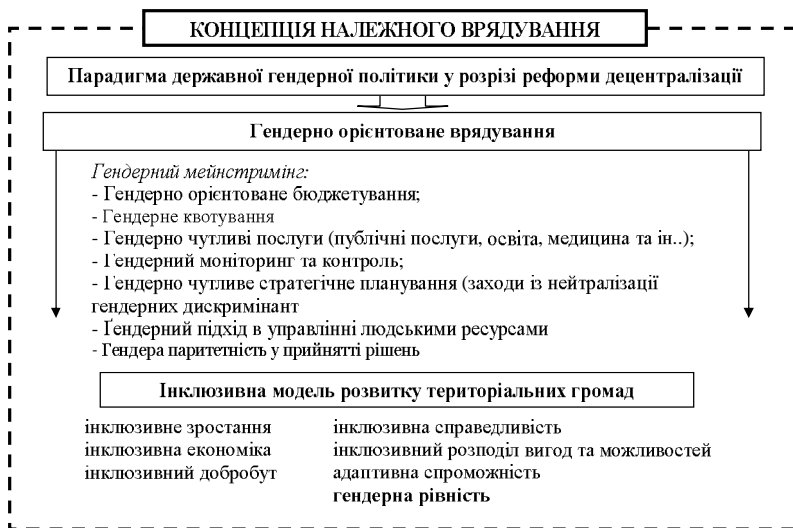 КОНЦЕПЦІЯ НАЛЕЖНОГО ВРЯДУВАННЯ
Парадигма державної гендерної політики у розрізі реформи децентралізації
Гендерно орієнтоване врядування
Гендерний мейнстримінг:
- Гендерно орієнтоване бюджетування;
- Гендерне квотування
- Гендерно чутливі послуги (публічні послуги, освіта, медицина та ін..);
- Гендерний моніторинг та контроль;
- Гендерно чутливе стратегічне планування (заходи із нейтралізації
гендерних дискримінант
- Ґендерний підхід в управлінні людськими ресурсами
- Гендера паритетність у прийнятті рішень
Інклюзивна модель розвитку територіальних громад
інклюзивне зростання
інклюзивна економіка
інклюзивний добробут
інклюзивна справедливість
інклюзивний розподіл вигод та можливостей
адаптивна спроможність
гендерна рівність